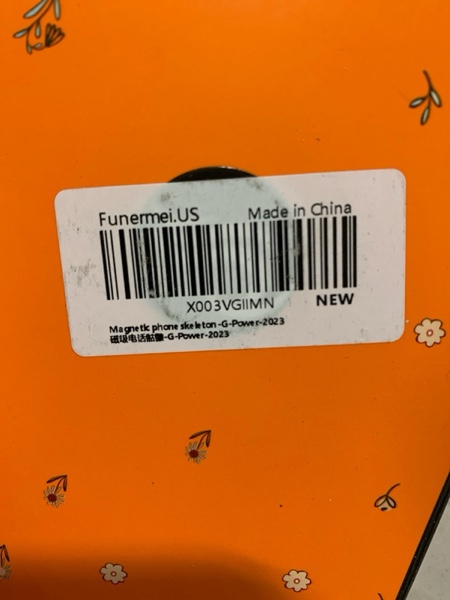 Funermei.US Made in China
X003VGIIMN NEW
Magnetic phone skeleton-G-Power-2023
磁吸电话骷髅-G-Power-2023